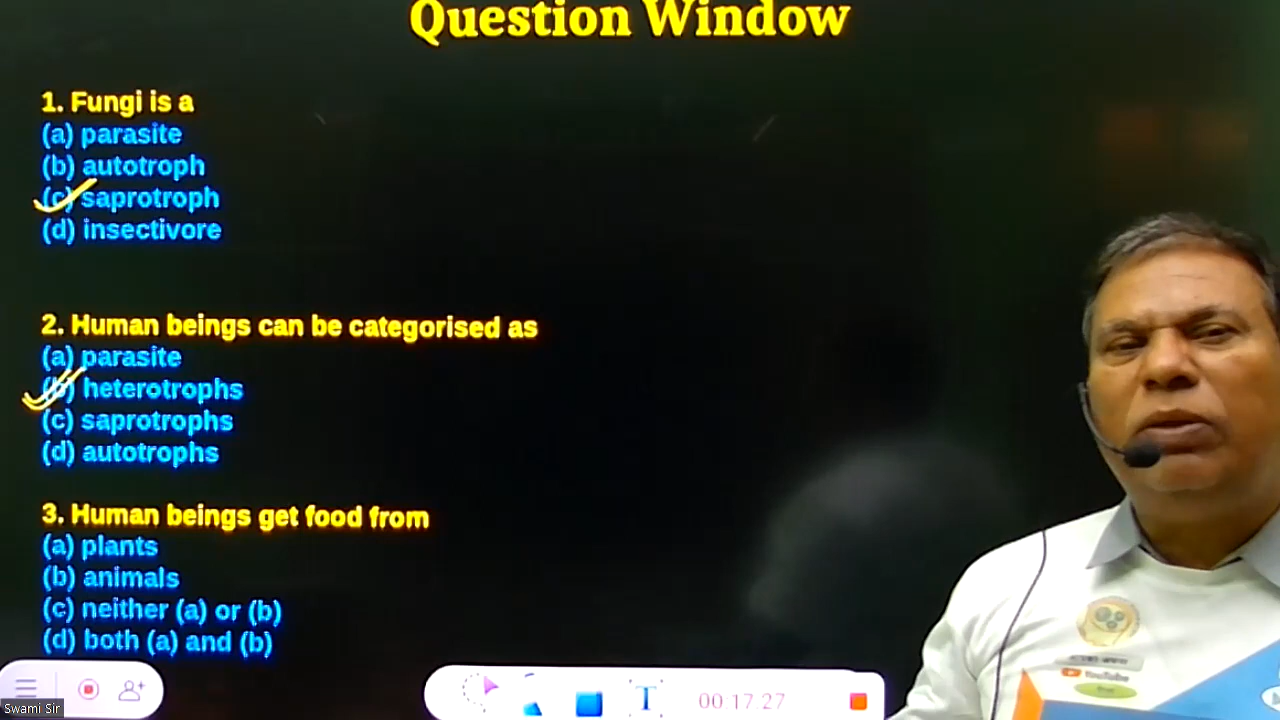 Question Window
1. Fungi is a
(a) parasite
(b) autotroph
(c) saprotroph
(d) insectivore
2. Human beings can be categorised as
(a) parasite
(b) heterotrophs
(c) saprotrophs
(d) autotrophs
3. Human beings get food from
(a) plants
(b) animals
(c) neither (a) or (b)
(d) both (a) and (b)
T
00:17:27
Swami Sir
YouTube